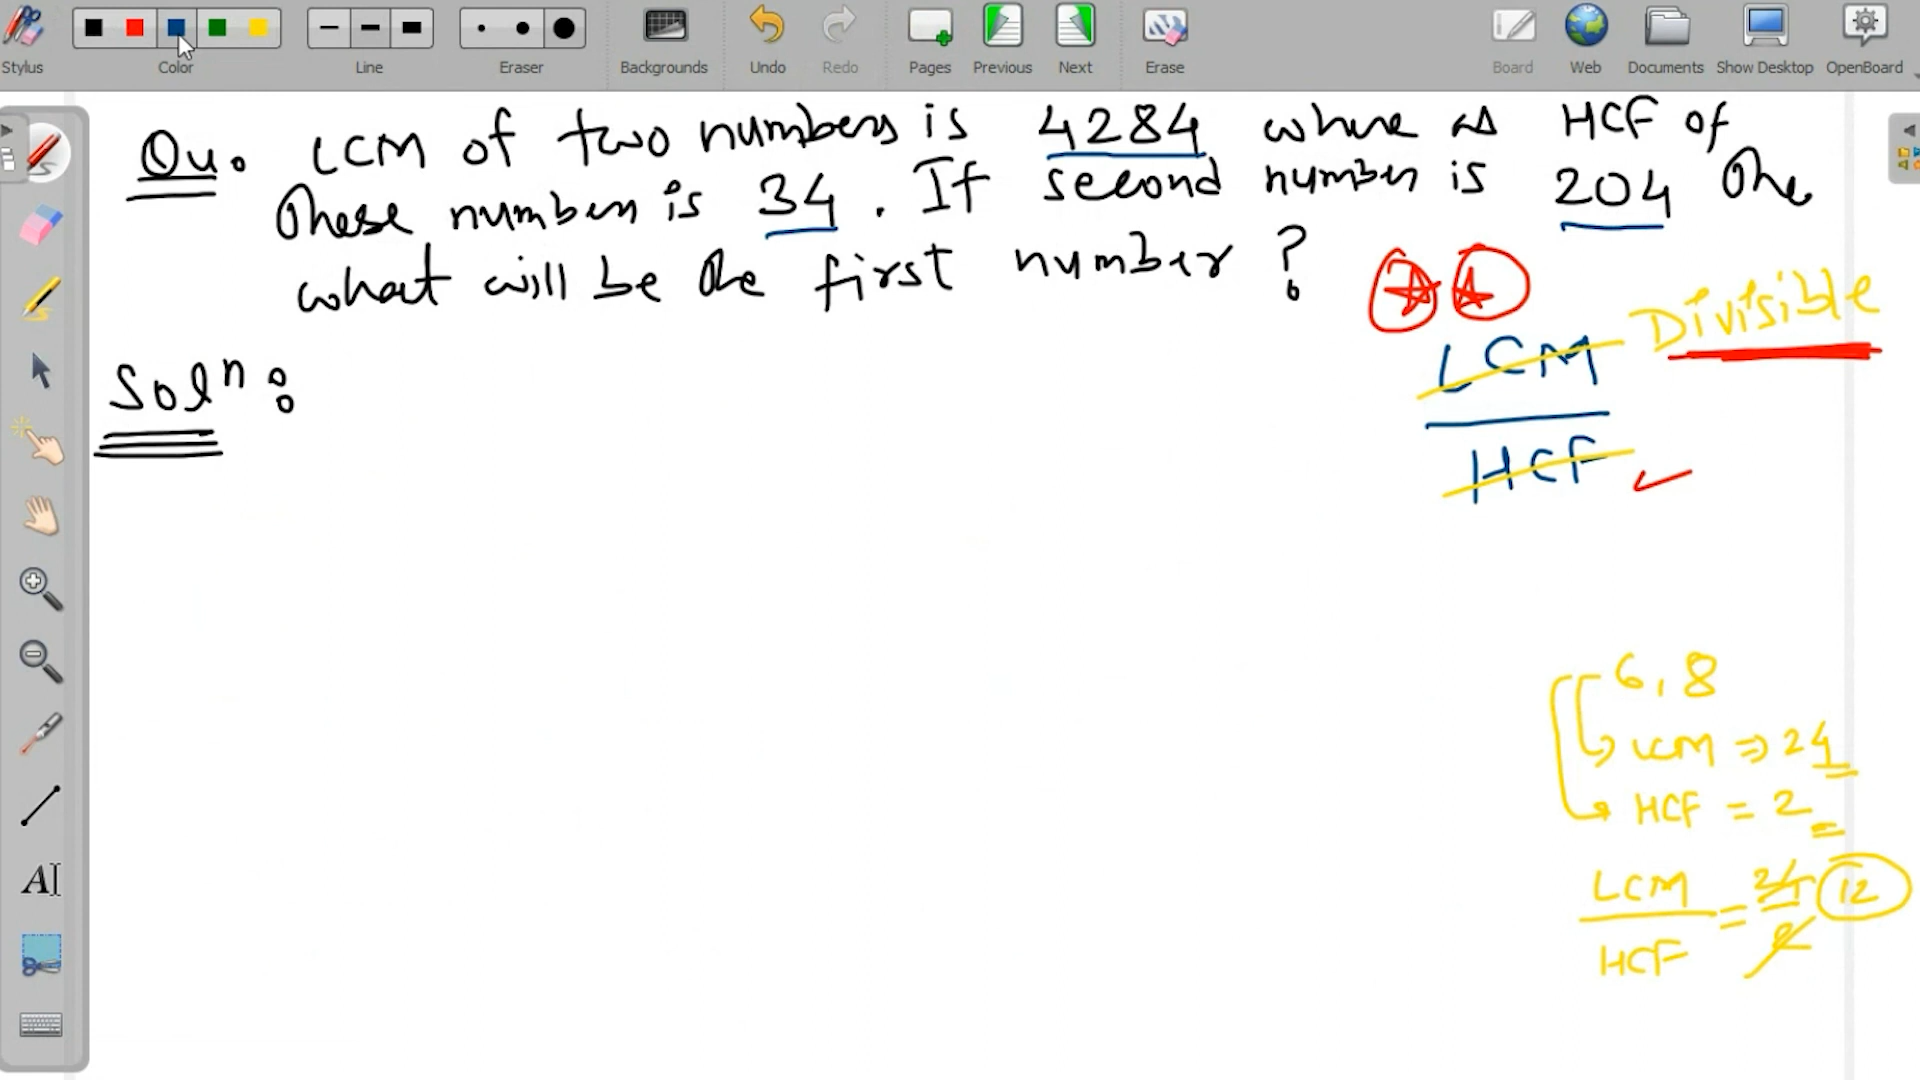 Stylus Color Line Eraser Backgrounds Undo Redo Pages Previous Next Erase Board Web Documents Show Desktop OpenBoard
Qu. LCM of two numbers is 4284 where as HCF of
these numbers is 34. If second number is 204 the
what will be the first number ?
Divisible
LCM
HCF
Solⁿ :
6, 8
LCM ⇒ 24
HCF = 2
LCM = 24 12
HCF 2
AI